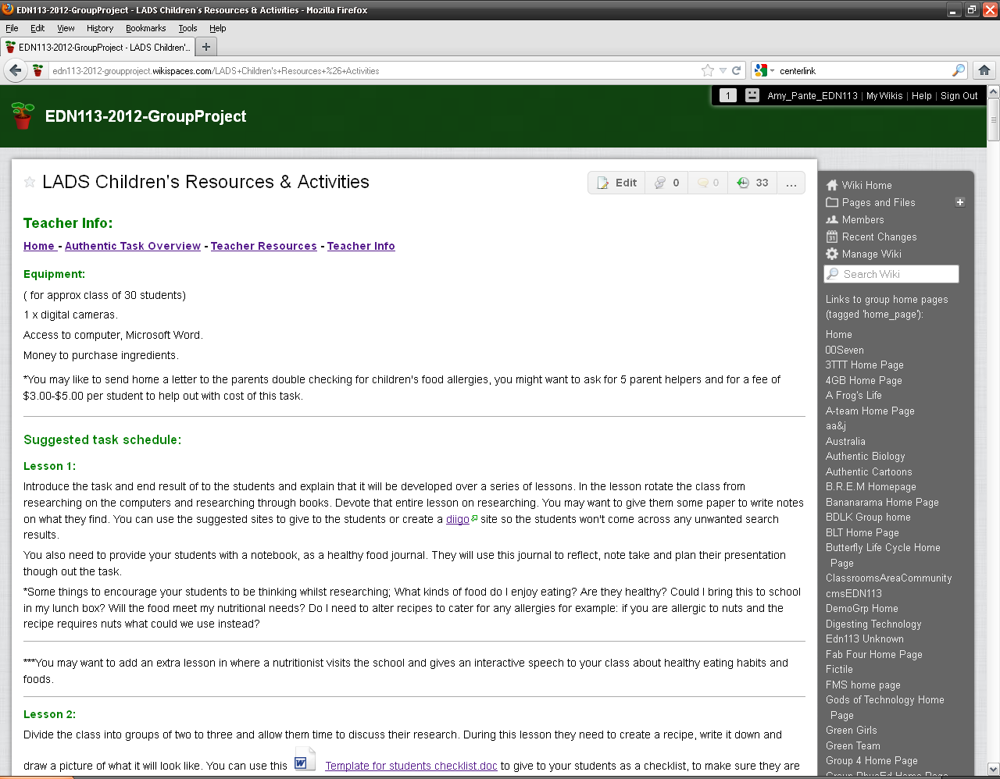 EDN113-2012-GroupProject - LADS Children's Resources & Activities - Mozilla Firefox
File Edit View History Bookmarks Tools Help
EDN113-2012-GroupProject - LADS Children'...
edn113-2012-groupproject.wikispaces.com/LADS+Children's+Resources+%26+Activities
centerlink
1 Amy_Pante_EDN113 | My Wikis | Help | Sign Out
EDN113-2012-GroupProject
LADS Children's Resources & Activities
Edit 0 0 33 ...
Teacher Info:
Home - Authentic Task Overview - Teacher Resources - Teacher Info
Equipment:
( for approx class of 30 students)
1 x digital cameras.
Access to computer, Microsoft Word.
Money to purchase ingredients.
*You may like to send home a letter to the parents double checking for children's food allergies, you might want to ask for 5 parent helpers and for a fee of
$3.00-$5.00 per student to help out with cost of this task.
Suggested task schedule:
Lesson 1:
Introduce the task and end result of to the students and explain that it will be developed over a series of lessons. In the lesson rotate the class from
researching on the computers and researching through books. Devote that entire lesson on researching. You may want to give them some paper to write notes
on what they find. You can use the suggested sites to give to the students or create a diigo site so the students won't come across any unwanted search
results.
You also need to provide your students with a notebook, as a healthy food journal. They will use this journal to reflect, note take and plan their presentation
though out the task.
*Some things to encourage your students to be thinking whilst researching; What kinds of food do I enjoy eating? Are they healthy? Could I bring this to school
in my lunch box? Will the food meet my nutritional needs? Do I need to alter recipes to cater for any allergies for example: if you are allergic to nuts and the
recipe requires nuts what could we use instead?
***You may want to add an extra lesson in where a nutritionist visits the school and gives an interactive speech to your class about healthy eating habits and
foods.
Lesson 2:
Divide the class into groups of two to three and allow them time to discuss their research. During this lesson they need to create a recipe, write it down and
draw a picture of what it will look like. You can use this Template for students checklist.doc to give to your students as a checklist, to make sure they are
Wiki Home
Pages and Files
Members
31 Recent Changes
Manage Wiki
Search Wiki
Links to group home pages
(tagged 'home_page'):
Home
00Seven
3TTT Home Page
4GB Home Page
A Frog's Life
A-team Home Page
aa&j
Australia
Authentic Biology
Authentic Cartoons
B.R.E.M Homepage
Bananarama Home Page
BDLK Group home
BLT Home Page
Butterfly Life Cycle Home
Page
ClassroomsAreaCommunity
cmsEDN113
DemoGrp Home
Digesting Technology
Edn113 Unknown
Fab Four Home Page
Fictile
FMS home page
Gods of Technology Home
Page
Green Girls
Green Team
Group 4 Home Page
Group PhysEd Home Page